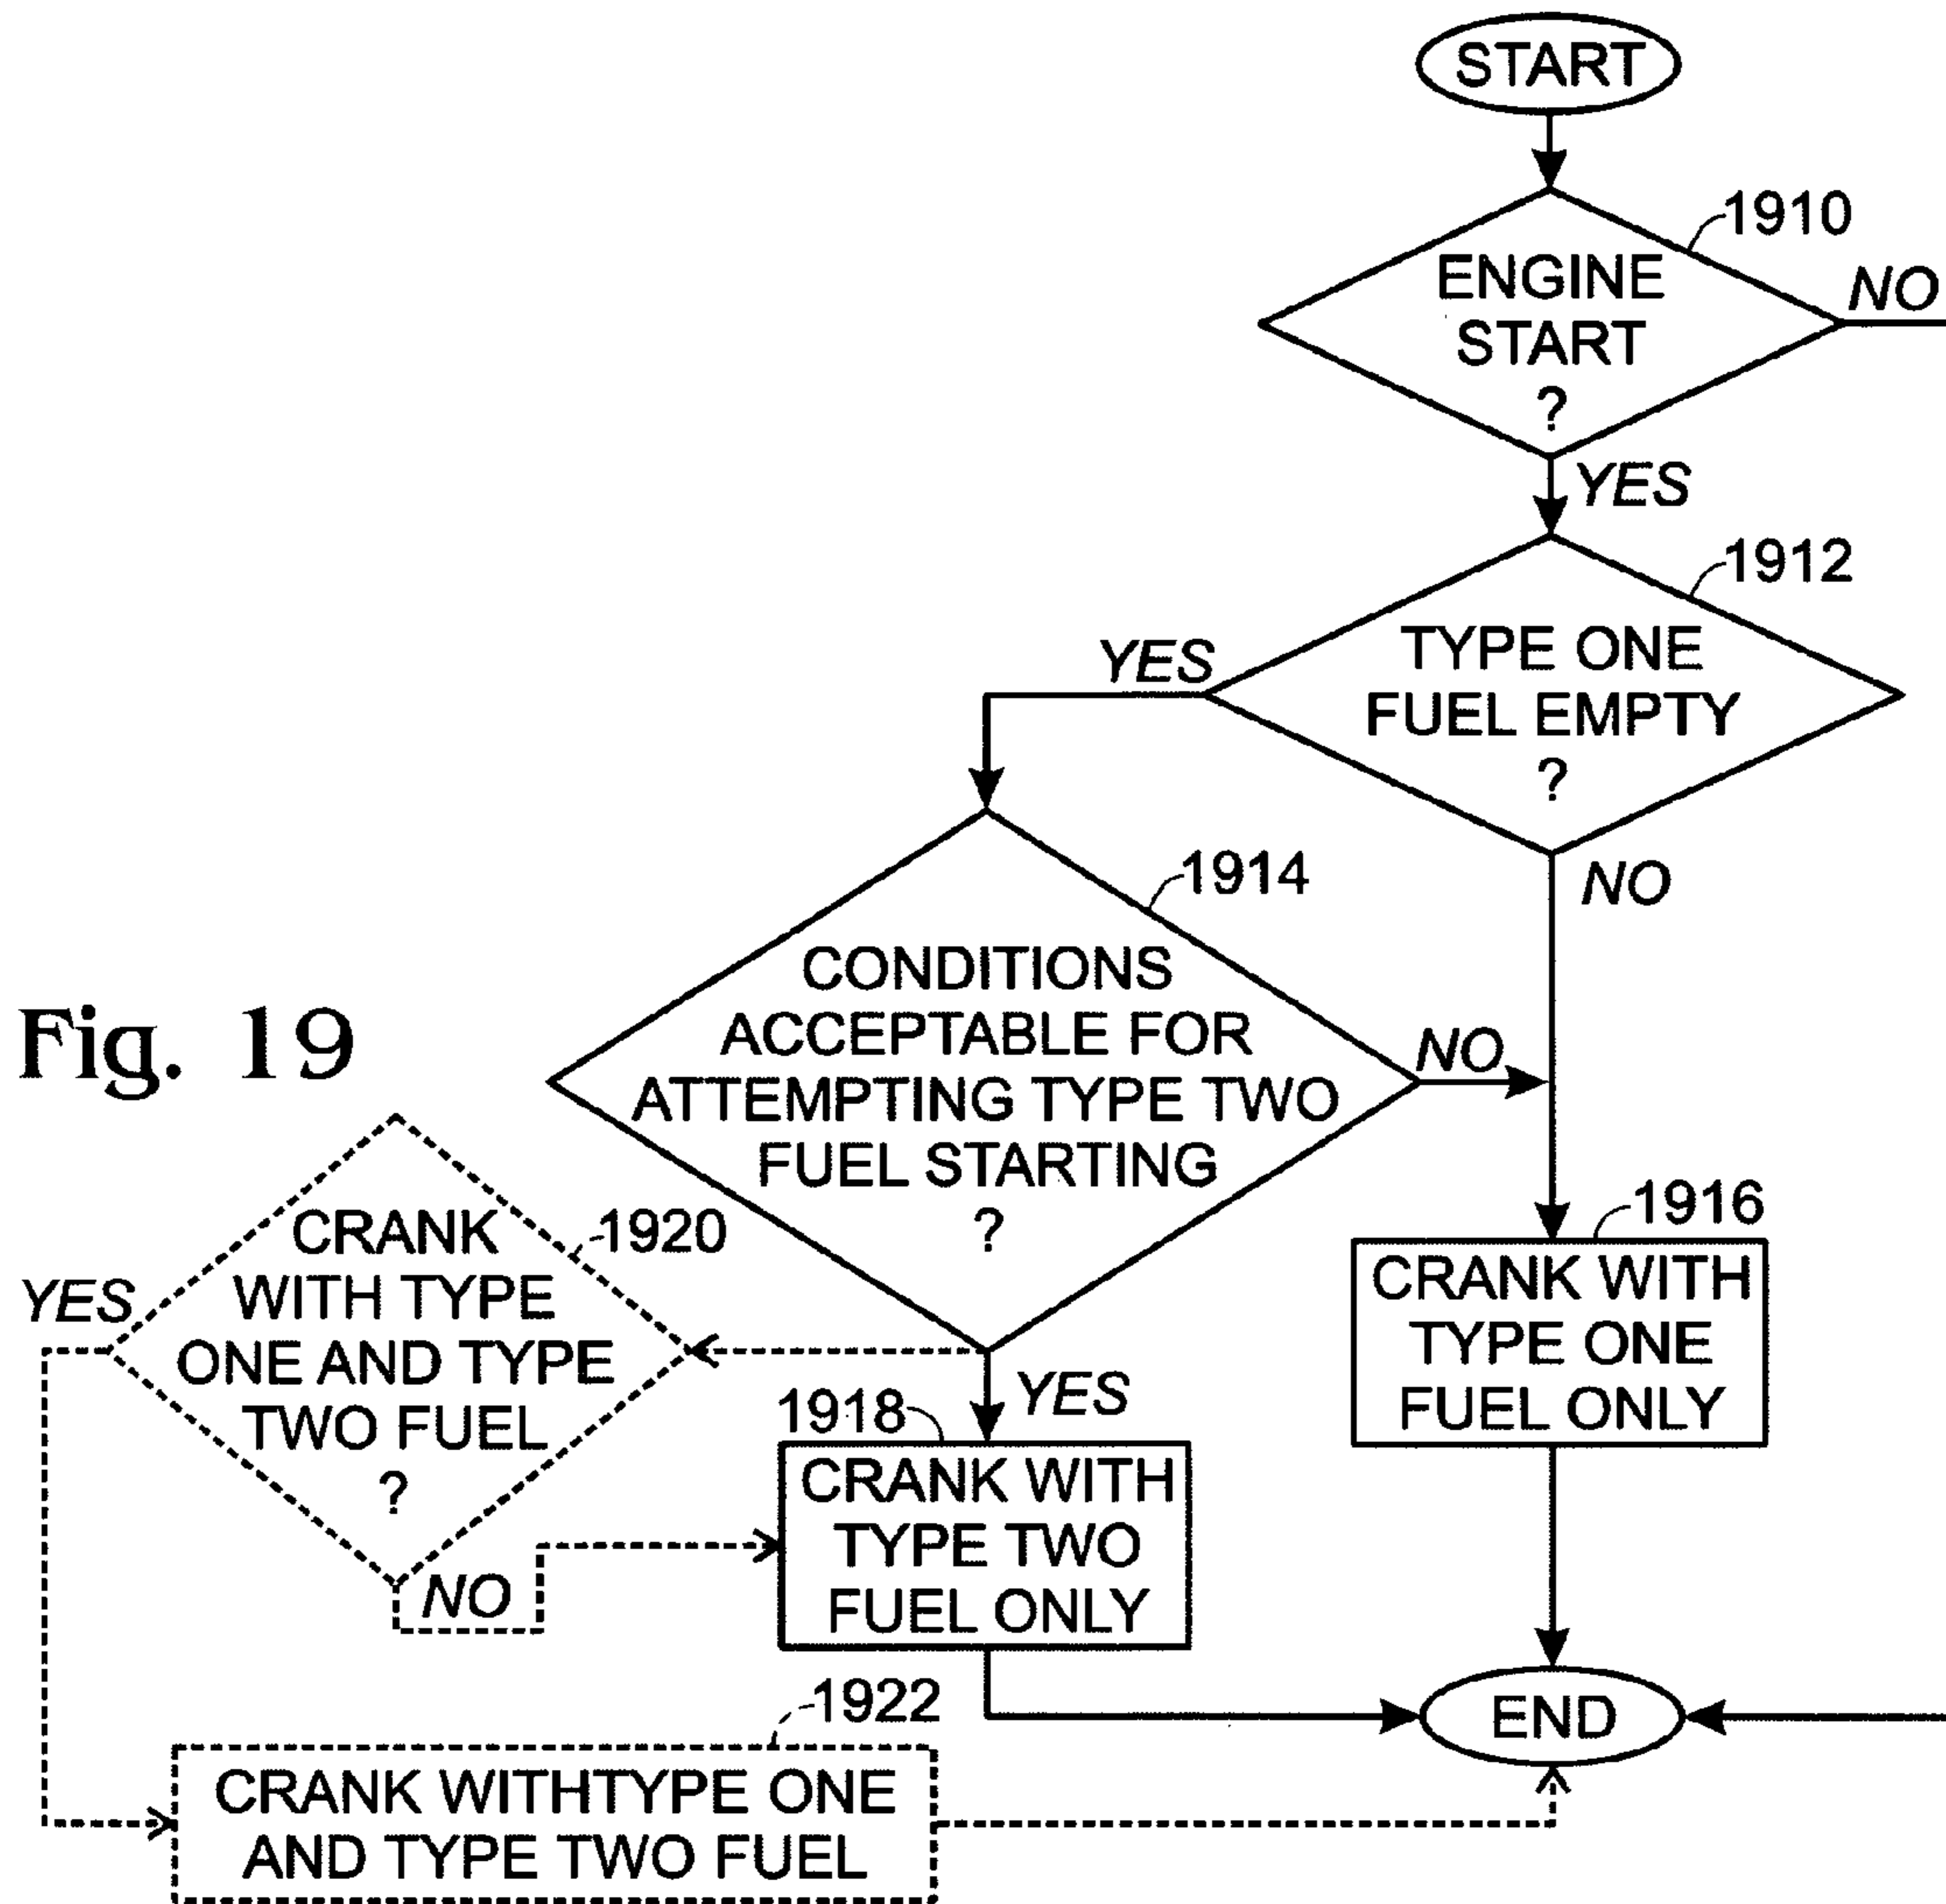 START
1910
ENGINE
START
?
NO
YES
1912
TYPE ONE
FUEL EMPTY
?
YES
NO
1914
CONDITIONS
ACCEPTABLE FOR
ATTEMPTING TYPE TWO
FUEL STARTING
?
NO
YES
Fig. 19
1920
CRANK
WITH TYPE
ONE AND TYPE
TWO FUEL
?
YES
NO
1916
CRANK WITH
TYPE ONE
FUEL ONLY
1918
CRANK WITH
TYPE TWO
FUEL ONLY
1922
CRANK WITHTYPE ONE
AND TYPE TWO FUEL
END